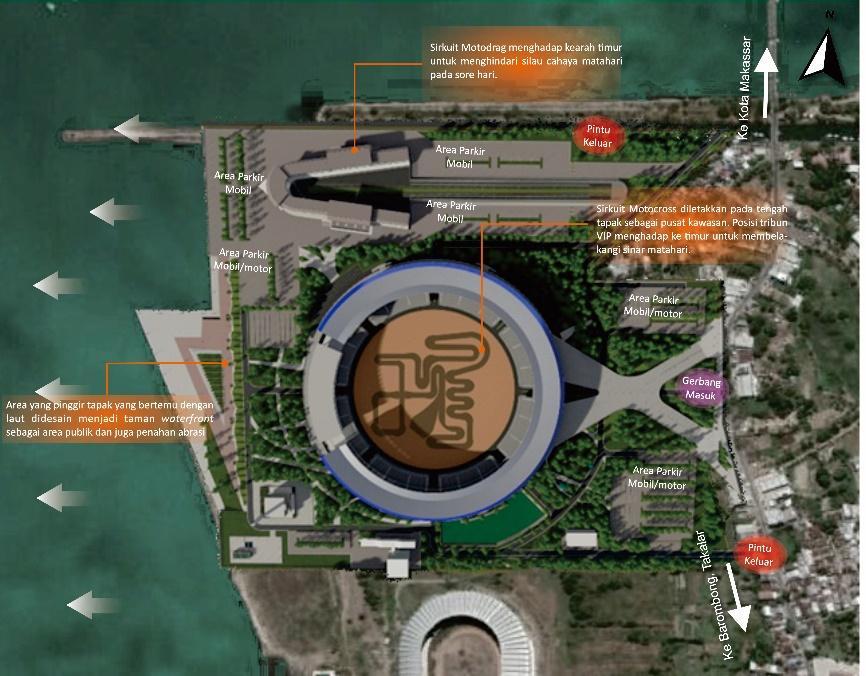 N
Sirkuit Motodrag menghadap kearah timur
untuk menghindari silau cahaya matahari
pada sore hari.
Ke Kota Makassar
Pintu
Keluar
Area Parkir
Mobil
Area Parkir
Mobil
Area Parkir
Mobil
Sirkuit Motocross diletakkan pada tengah
tapak sebagai pusat kawasan. Posisi tribun
VIP menghadap ke timur untuk membela-
kangi sinar matahari.
Area Parkir
Mobil/motor
Area Parkir
Mobil/motor
Gerbang
Masuk
Area yang pinggir tapak yang bertemu dengan
laut didesain menjadi taman waterfront
sebagai area publik dan juga penahan abrasi
Area Parkir
Mobil/motor
Pintu
Keluar
Ke Barombong, Takalar